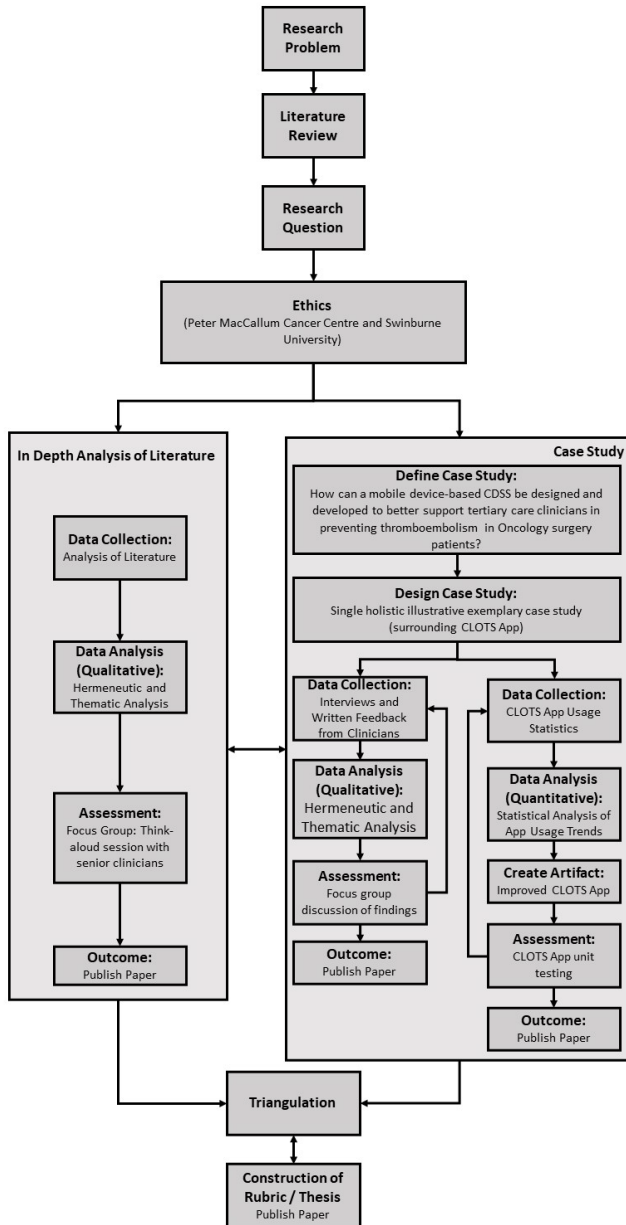 Research
Problem
Literature
Review
Research
Question
Ethics
(Peter MacCallum Cancer Centre and Swinburne
University)
In Depth Analysis of Literature
Data Collection:
Analysis of Literature
Data Analysis
(Qualitative):
Hermeneutic and
Thematic Analysis
Assessment:
Focus Group: Think-
aloud session with
senior clinicians
Outcome:
Publish Paper
Case Study
Define Case Study:
How can a mobile device-based CDSS be designed and
developed to better support tertiary care clinicians in
preventing thromboembolism in Oncology surgery
patients?
Design Case Study:
Single holistic illustrative exemplary case study
(surrounding CLOTS App)
Data Collection:
Interviews and
Written Feedback
from Clinicians
Data Analysis
(Qualitative):
Hermeneutic and
Thematic Analysis
Assessment:
Focus group
discussion of findings
Outcome:
Publish Paper
Data Collection:
CLOTS App Usage
Statistics
Data Analysis
(Quantitative):
Statistical Analysis of
App Usage Trends
Create Artifact:
Improved CLOTS App
Assessment:
CLOTS App unit
testing
Outcome:
Publish Paper
Triangulation
Construction of
Rubric / Thesis
Publish Paper